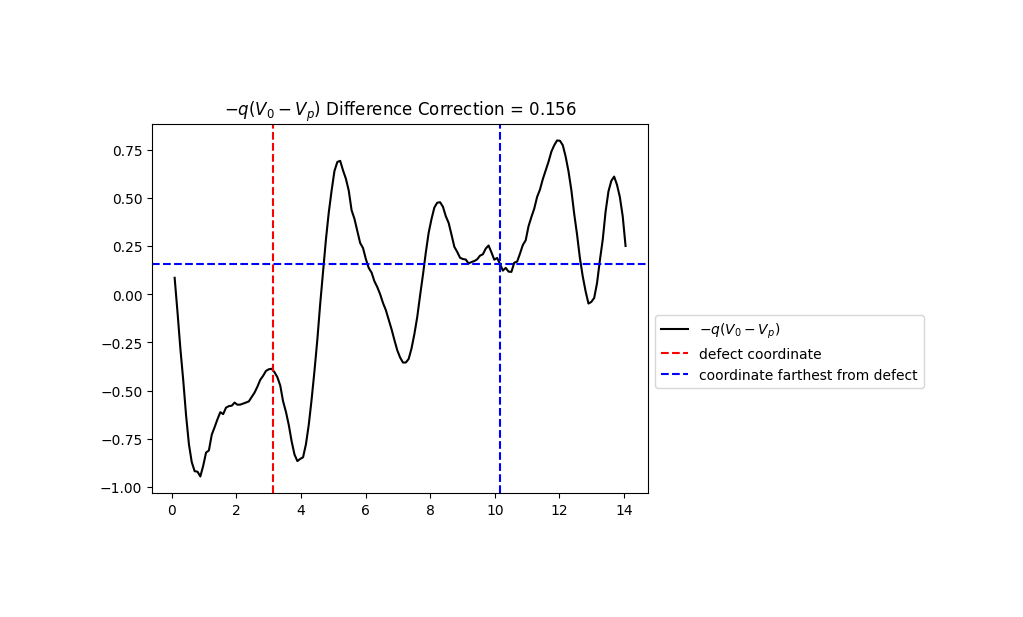 −q(V₀ − Vₚ) Difference Correction = 0.156
0.75
0.50
0.25
0.00
−0.25
−0.50
−0.75
−1.00
0 2 4 6 8 10 12 14
−q(V₀ − Vₚ)
defect coordinate
coordinate farthest from defect